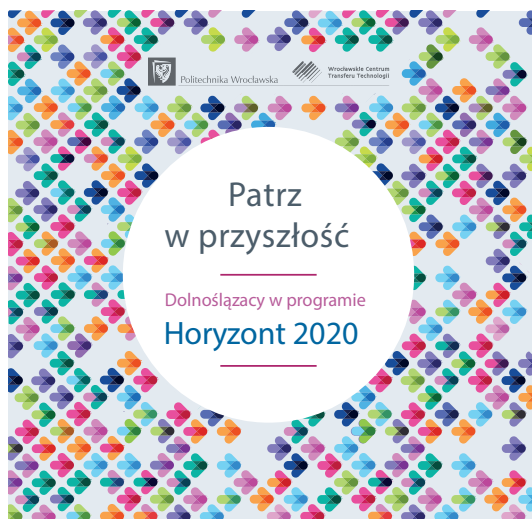 Politechnika Wrocławska
Wrocławskie Centrum
Transferu Technologii
Patrz
w przyszłość
Dolnoślązacy w programie
Horyzont 2020